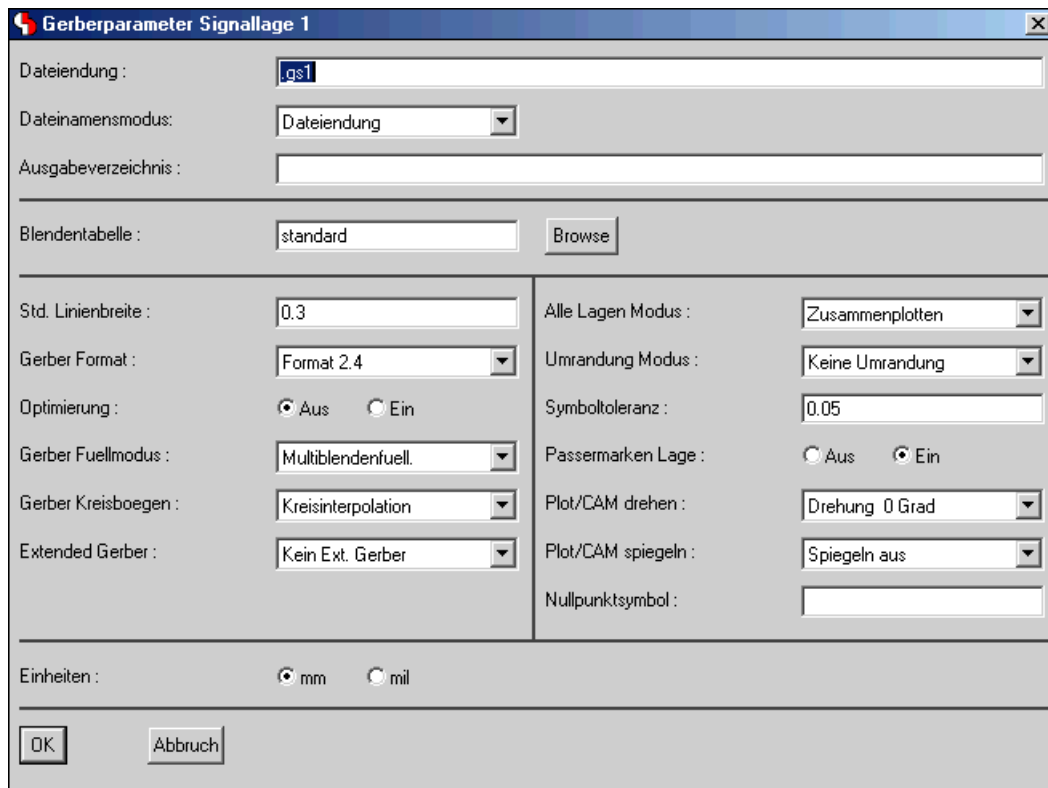 Gerberparameter Signallage 1
Dateiendung : .gs1
Dateinamensmodus: Dateiendung
Ausgabeverzeichnis :
Blendentabelle : standard Browse
Std. Linienbreite : 0.3
Gerber Format : Format 2.4
Optimierung : Aus Ein
Gerber Fuellmodus : Multiblendenfuell.
Gerber Kreisboegen : Kreisinterpolation
Extended Gerber : Kein Ext. Gerber
Alle Lagen Modus : Zusammenplotten
Umrandung Modus : Keine Umrandung
Symboltoleranz : 0.05
Passermarken Lage : Aus Ein
Plot/CAM drehen : Drehung 0 Grad
Plot/CAM spiegeln : Spiegeln aus
Nullpunktsymbol :
Einheiten : mm mil
OK Abbruch